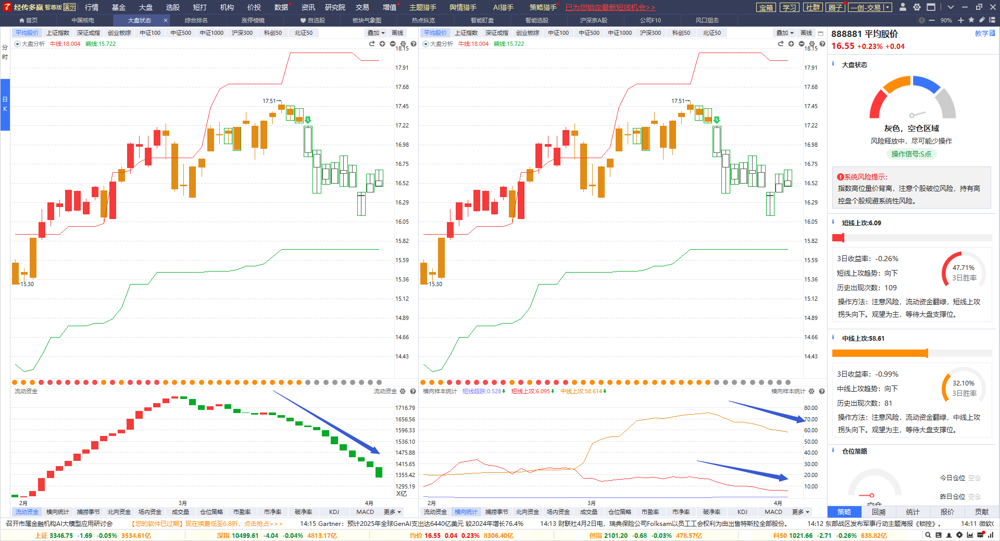 经传多赢 智尊版 演示 行情 基金 大盘 选股 短打 机构 价投 数据 资讯 研究院 交易 增值 主题猎手 舆情猎手 AI猎手 策略猎手 已为您锁定最新短线机会>> 宝箱 学习 社群 圈子 一创-交易
首页 中国核电 大盘状态 × 综合排名 涨停棱镜 自选股 板块气象图 热点纵览 智能盯盘 智能选股 沪深京A股 公司F10 风口狙击 90%
分时
日K
平均股价 上证指数 深证成指 创业板综 中证100 中证500 中证1000 沪深300 科创50 北证50 叠加 画线
大盘分析 牛线:18.004 熊线:15.722
18.15
17.91
17.68
17.45
17.22
16.98
16.75
16.52
16.29
16.05
15.82
15.59
15.36
15.12
14.89
14.66
14.43
17.51
S
15.30
流动资金 流动资金
1716.79
1656.56
1596.33
1536.10
1475.88
1415.65
1355.42
1295.19
X亿
2月 3月 4月
流动资金 横向统计 捕捞季节 北向资金 场内资金 成交量 仓位策略 市盈率 市净率 破净率 KDJ MACD 更多
平均股价 上证指数 深证成指 创业板综 中证100 中证500 中证1000 沪深300 科创50 北证50 叠加 画线
大盘分析 牛线:18.004 熊线:15.722
18.15
17.91
17.68
17.45
17.22
16.98
16.75
16.52
16.29
16.05
15.82
15.59
15.36
15.12
14.89
14.66
14.43
17.51
S
15.30
横向样本统计 短线超跌:0.528 短线上攻:6.095 中线上攻:58.614 横向样本统计
80.00
70.00
60.00
50.00
40.00
30.00
20.00
10.00
2月 3月 4月
流动资金 横向统计 捕捞季节 北向资金 场内资金 成交量 仓位策略 市盈率 市净率 破净率 KDJ MACD 更多
888881 平均股价 教学
16.55 +0.23% +0.04
大盘状态
灰色，空仓区域
风险释放中，尽可能少操作
操作信号:S点
系统风险提示：
指数高位量价背离，注意个股破位风险，持有高
控盘个股规避系统性风险。
短线上攻:6.09
3日收益率：-0.26%
短线上攻趋势：向下
历史出现次数：109
47.71%
3日胜率
操作方法：注意风险，流动资金翻绿，短线上攻
拐头向下。观望为主，等待大盘支撑位。
中线上攻:58.61
3日收益率：-0.99%
中线上攻趋势：向下
历史出现次数：81
32.10%
3日胜率
操作方法：注意风险，流动资金翻绿，中线上攻
拐头向下。观望为主，等待大盘支撑位。
仓位策略
今日仓位 空仓
昨日仓位 空仓
空仓
策略 回溯 统计 报价 贡献
召开市属金融机构AI大模型应用研讨会 【您的软件已过期】现在续费低至6.8折，点击抢占>>> 14:15 Gartner：预计2025年全球GenAI支出达6440亿美元 较2024年增长76.4% 14:13 财联社4月2日电，瑞典保险公司Folksam以员工工会权利为由出售特斯拉全部股份。 14:12 东部战区发布军事行动主题海报《锁控》。 14:11 微软
上证 3346.75 -1.69 -0.05% 3534.61亿 深指 10499.61 -4.04 -0.04% 4813.17亿 均价 16.55 0.04 0.23% 8306.40亿 创指 2101.20 -0.68 -0.03% 478.57亿 科50 1021.66 -2.71 -0.26% 638.82亿